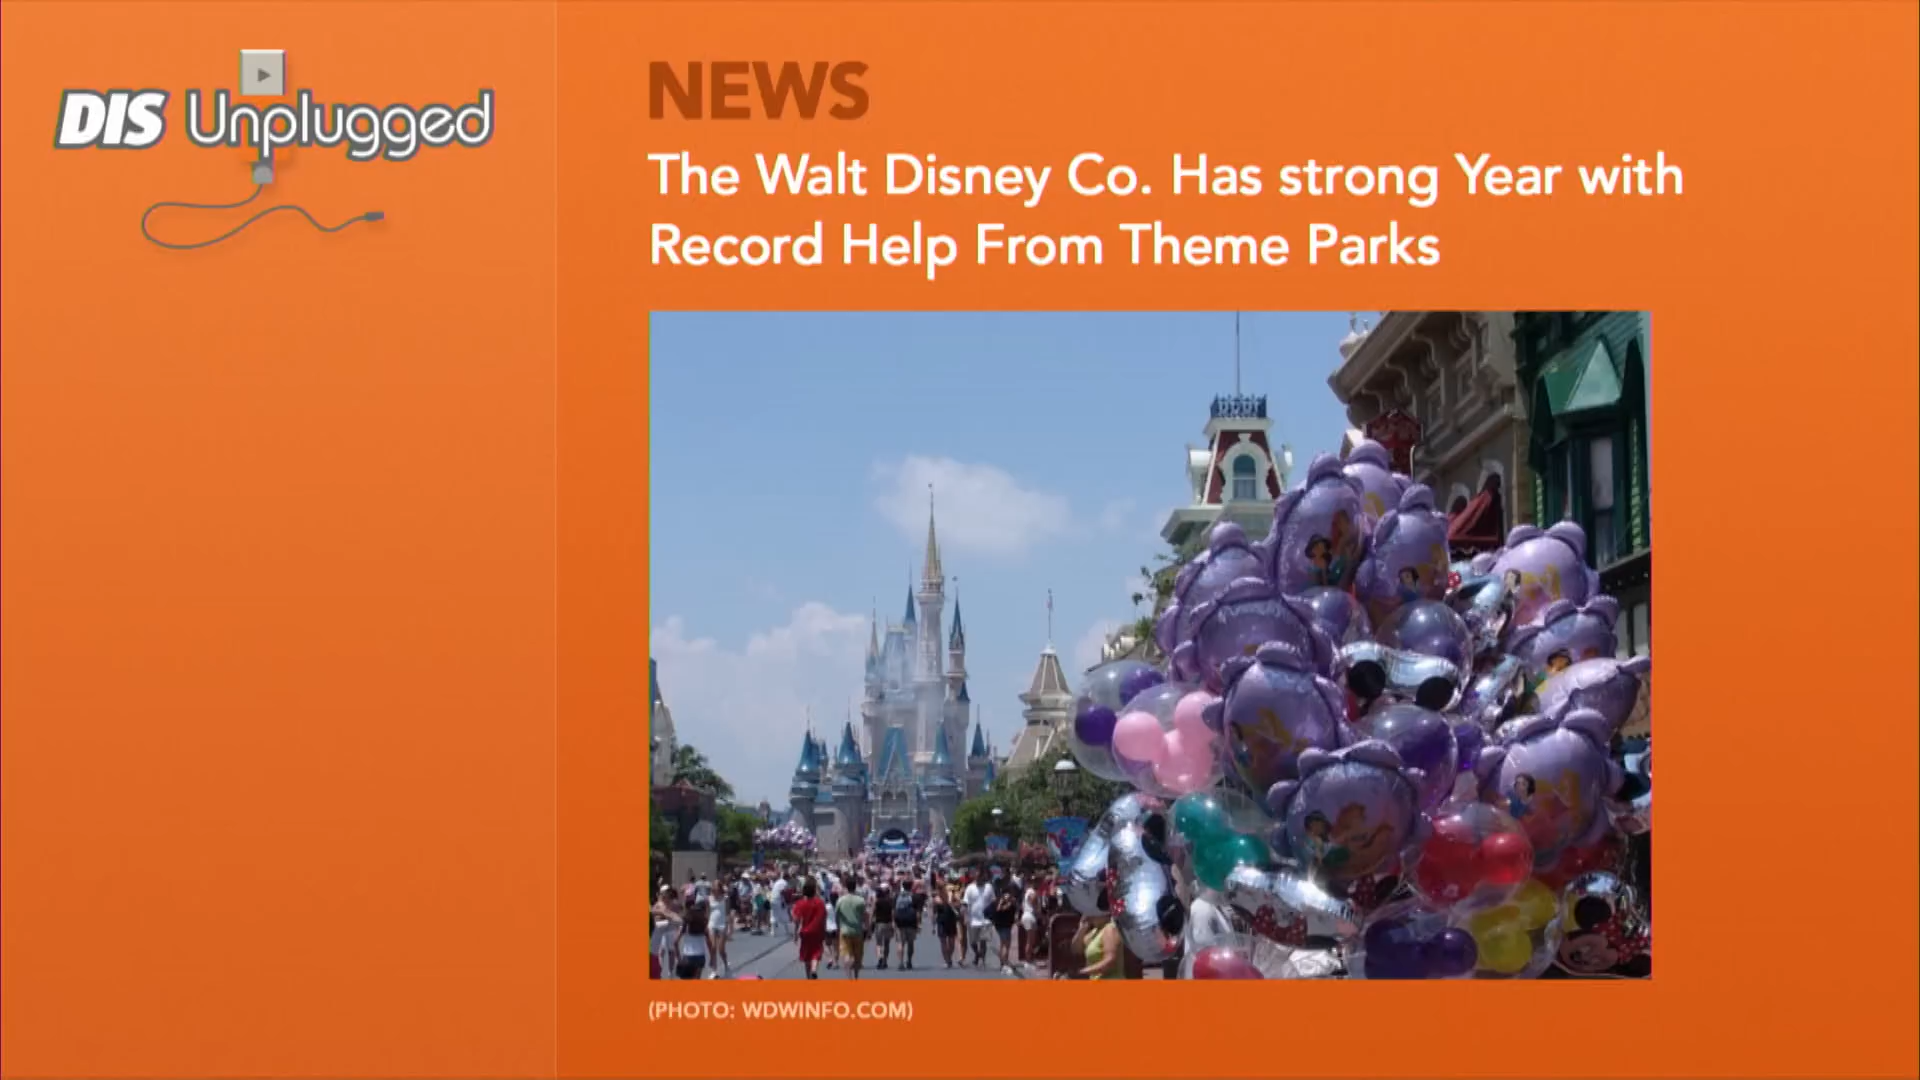 DIS Unplugged
NEWS
The Walt Disney Co. Has strong Year with
Record Help From Theme Parks
(PHOTO: WDWINFO.COM)